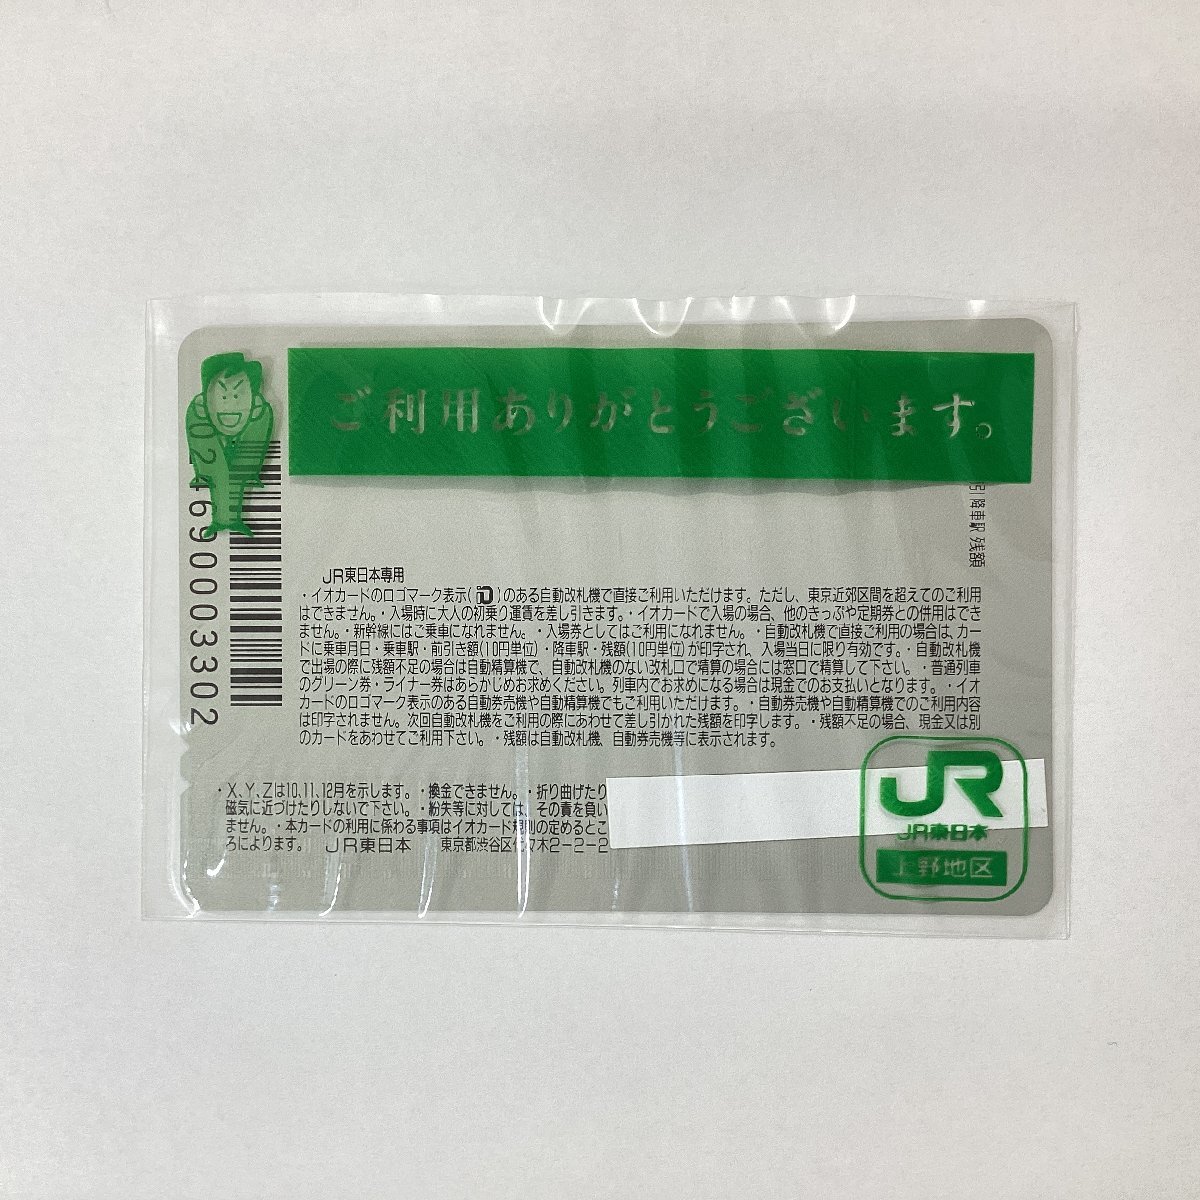 ご利用ありがとうございます。
0246900003302
引 降車駅 残額
JR東日本専用
・イオカードのロゴマーク表示( )のある自動改札機で直接ご利用いただけます。ただし、東京近郊区間を超えてのご利用
はできません。・入場時に大人の初乗り運賃を差し引きます。・イオカードで入場の場合、他のきっぷや定期券との併用はでき
ません。・新幹線にはご乗車になれません。・入場券としてはご利用になれません。・自動改札機で直接ご利用の場合は、カー
ドに乗車月日・乗車駅・前引き額(10円単位)・降車駅・残額(10円単位)が印字され、入場当日に限り有効です。・自動改札機
で出場の際に残額不足の場合は自動精算機で、自動改札機のない改札口で精算の場合には窓口で精算して下さい。・普通列車
のグリーン券・ライナー券はあらかじめお求めください。列車内でお求めになる場合は現金でのお支払いとなります。・イオ
カードのロゴマーク表示のある自動券売機や自動精算機でもご利用いただけます。・自動券売機や自動精算機でのご利用内容
は印字されません。次回自動改札機をご利用の際にあわせて差し引かれた残額を印字します。・残額不足の場合、現金又は別
のカードをあわせてご利用下さい。・残額は自動改札機、自動券売機等に表示されます。
・X、Y、Zは10、11、12月を示します。・換金できません。・折り曲げたり
磁気に近づけたりしないで下さい。・紛失等に対しては、その責を負い
ません。・本カードの利用に係わる事項はイオカード規則の定めるとこ
ろによります。 JR東日本 東京都渋谷区代々木2-2-2
JR
JR東日本
上野地区